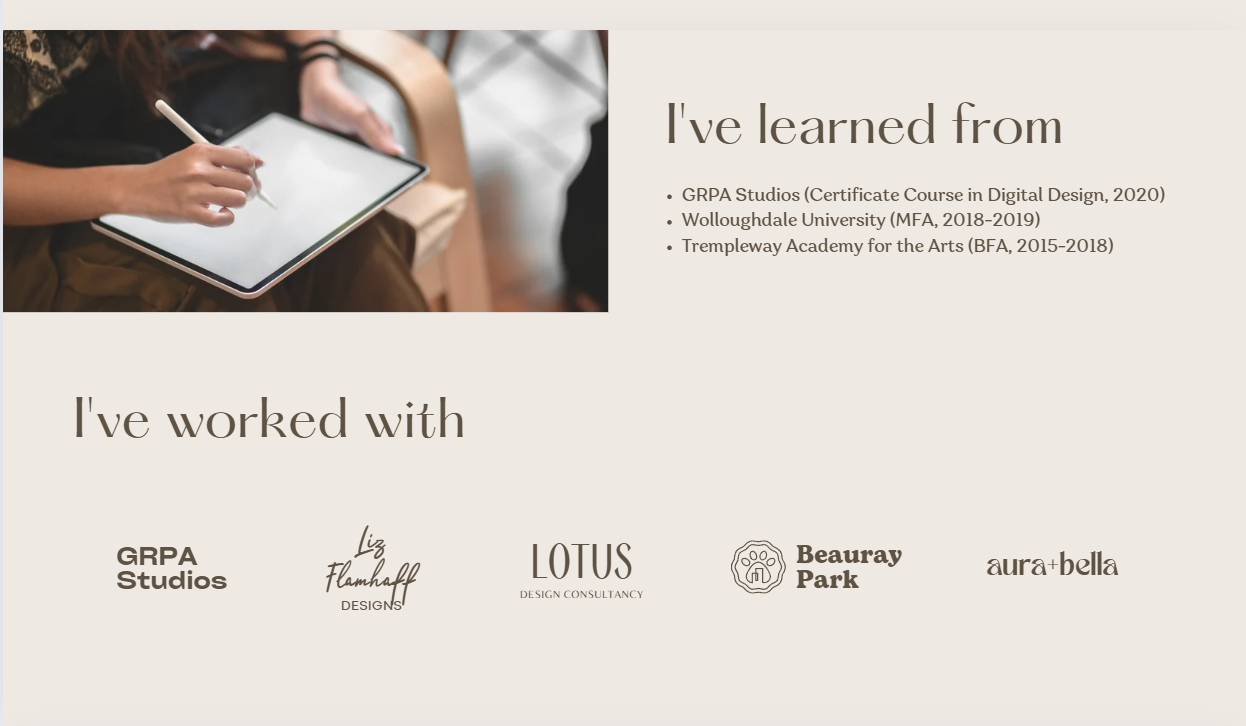 I've learned from
• GRPA Studios (Certificate Course in Digital Design, 2020)
• Wolloughdale University (MFA, 2018-2019)
• Trempleway Academy for the Arts (BFA, 2015-2018)
I've worked with
GRPA
Studios
Liz
Flamhaff
DESIGNS
LOTUS
DESIGN CONSULTANCY
Beauray
Park
aura+bella